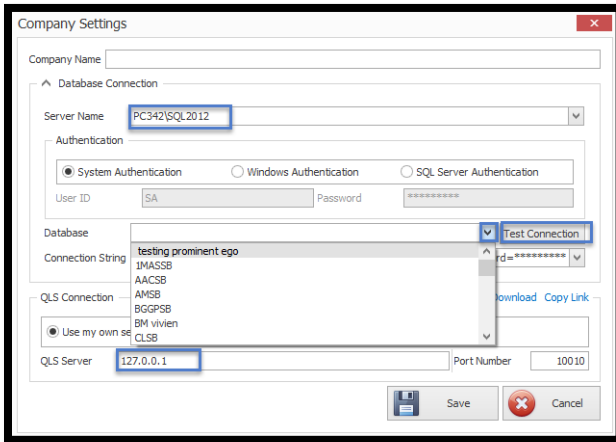 Company Settings
Company Name
Database Connection
Server Name PC342\SQL2012
Authentication
System Authentication Windows Authentication SQL Server Authentication
User ID SA Password *********
Database Test Connection
testing prominent ego
Connection String rd=*********
1MASSB
AACSB
AMSB
BGGPSB
QLS Connection Download Copy Link
BM vivien
Use my own se
CLSB
QLS Server 127.0.0.1 Port Number 10010
Save Cancel